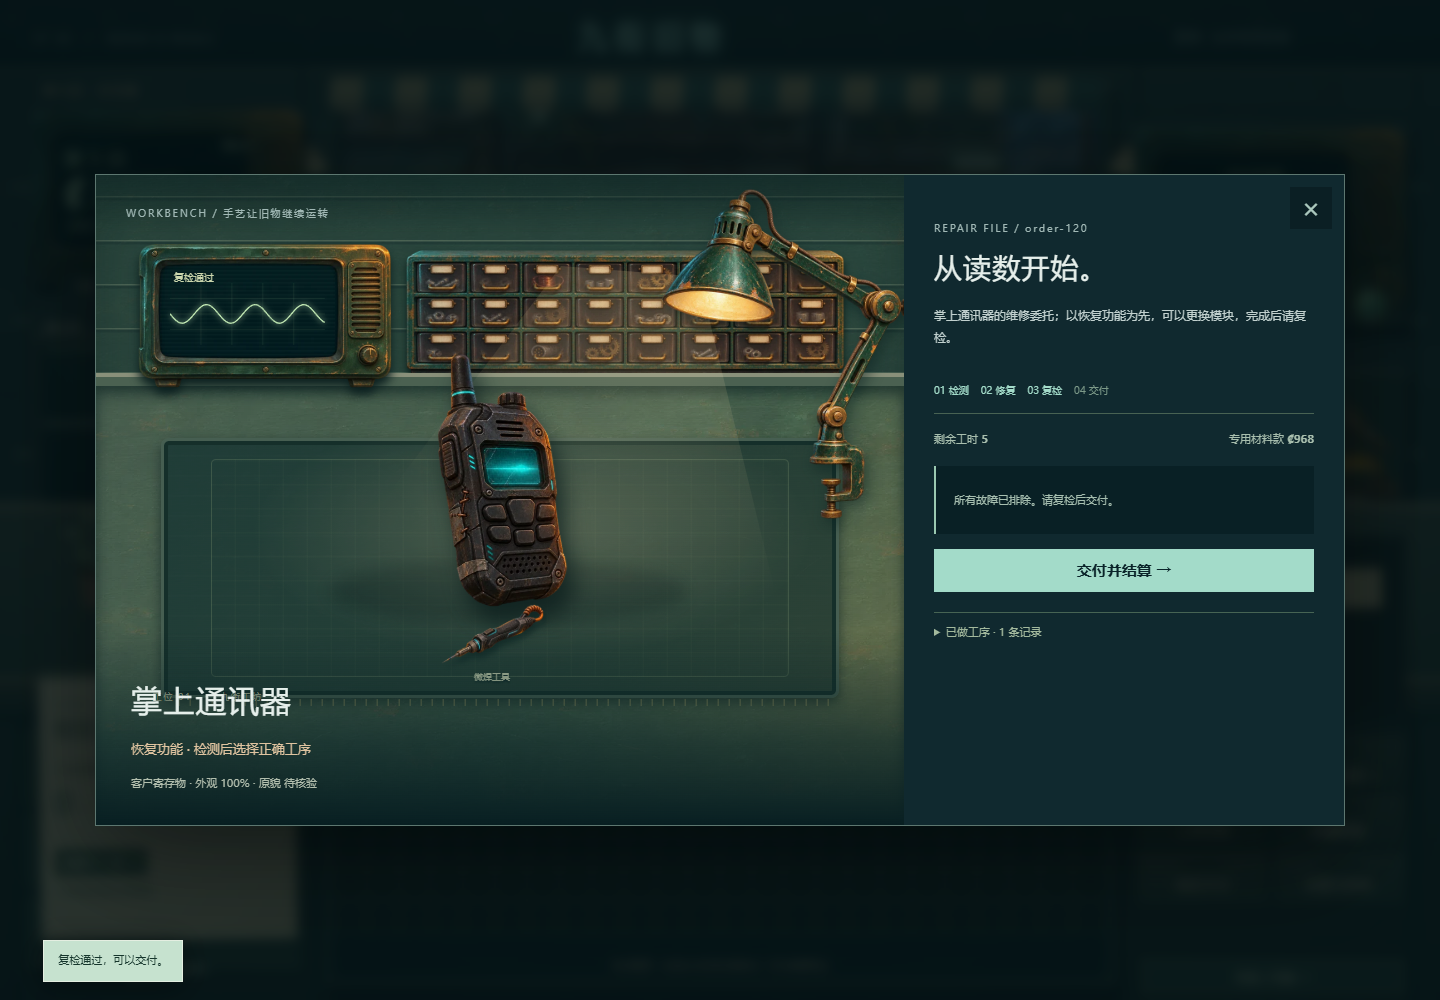 WORKBENCH / 手艺让旧物继续运转
复检通过
微焊工具
掌上通讯器
恢复功能 · 检测后选择正确工序
客户寄存物 · 外观 100% · 原貌 待核验
×
REPAIR FILE / order-120
从读数开始。
掌上通讯器的维修委托；以恢复功能为先，可以更换模块，完成后请复
检。
01 检测 02 修复 03 复检 04 交付
剩余工时 5 专用材料款 ₡968
所有故障已排除。请复检后交付。
交付并结算 →
▶ 已做工序 · 1 条记录
复检通过，可以交付。